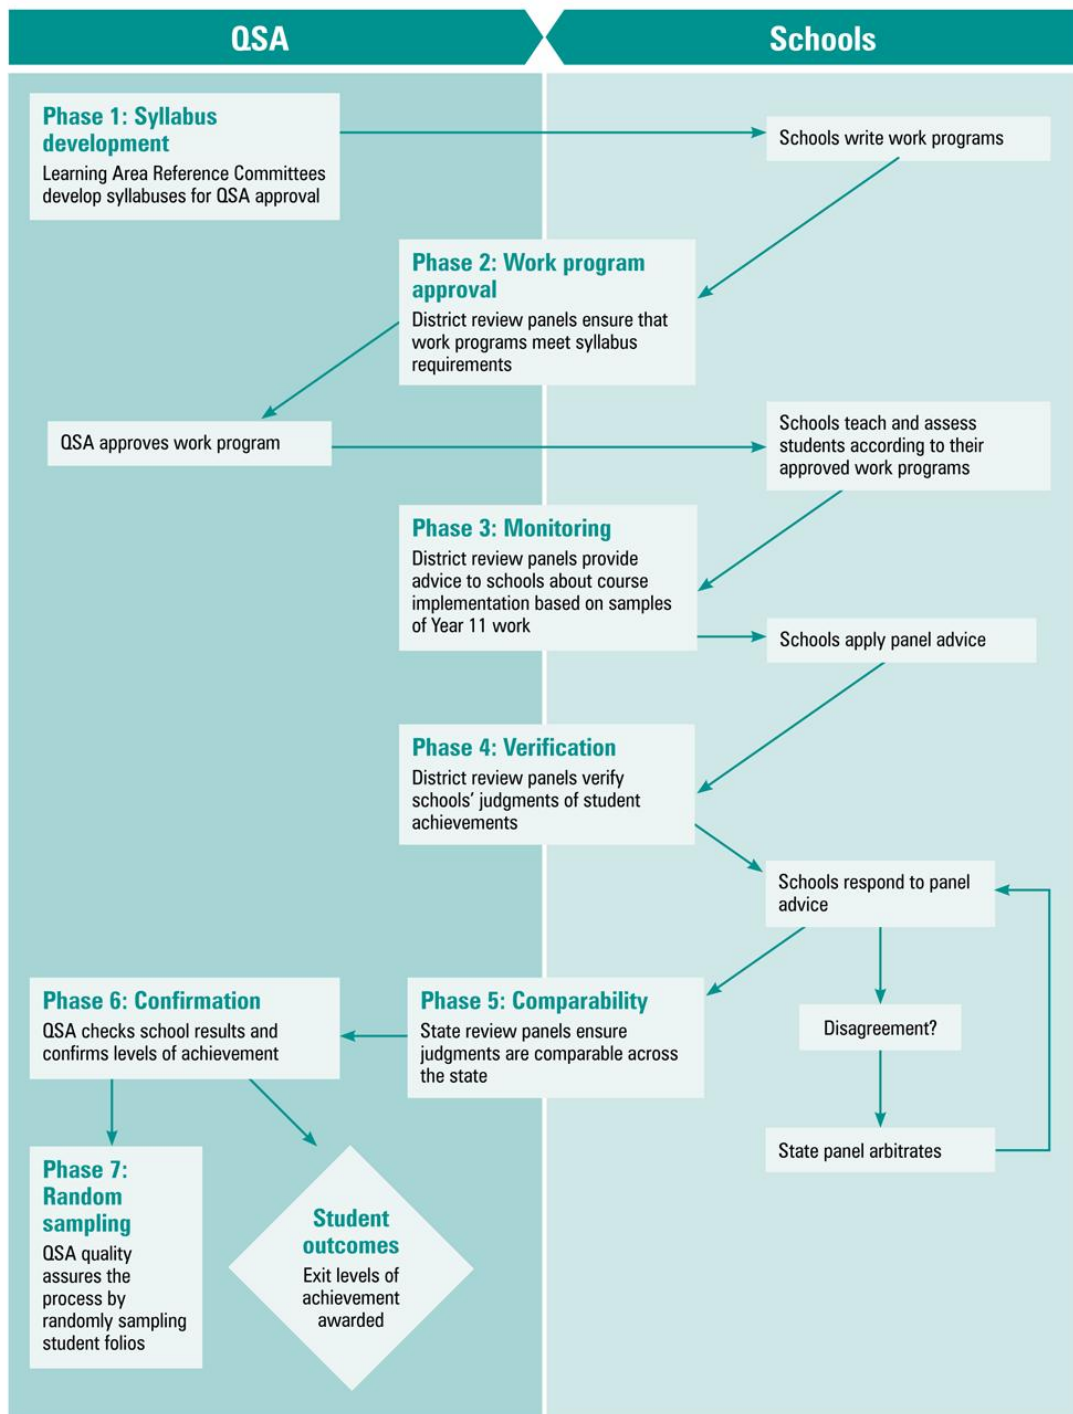 QSA
Schools
Phase 1: Syllabus
development
Learning Area Reference Committees
develop syllabuses for QSA approval
Schools write work programs
Phase 2: Work program
approval
District review panels ensure that
work programs meet syllabus
requirements
QSA approves work program
Schools teach and assess
students according to their
approved work programs
Phase 3: Monitoring
District review panels provide
advice to schools about course
implementation based on samples
of Year 11 work
Schools apply panel advice
Phase 4: Verification
District review panels verify
schools’ judgments of student
achievements
Schools respond to panel
advice
Phase 6: Confirmation
QSA checks school results and
confirms levels of achievement
Phase 5: Comparability
State review panels ensure
judgments are comparable across
the state
Disagreement?
State panel arbitrates
Phase 7:
Random
sampling
QSA quality
assures the
process by
randomly sampling
student folios
Student
outcomes
Exit levels of
achievement
awarded